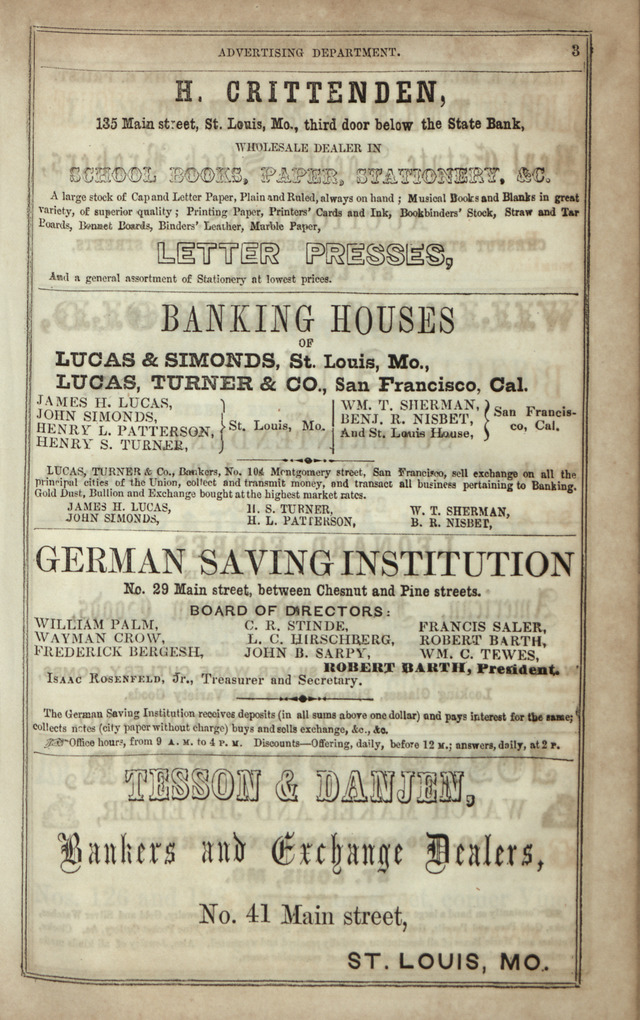 ADVERTISING DEPARTMENT. 3
H. CRITTENDEN,
135 Main street, St. Louis, Mo., third door below the State Bank,
WHOLESALE DEALER IN
SCHOOL BOOKS, PAPER, STATIONERY, &C.
A large stock of Cap and Letter Paper, Plain and Ruled, always on hand; Musical Books and Blanks in great
variety, of superior quality; Printing Paper, Printers' Cards and Ink, Bookbinders' Stock, Straw and Tar
Boards, Bonnet Boards, Binders' Leather, Marble Paper,
LETTER PRESSES,
And a general assortment of Stationery at lowest prices.
BANKING HOUSES
OF
LUCAS & SIMONDS, St. Louis, Mo.,
LUCAS, TURNER & CO., San Francisco, Cal.
JAMES H. LUCAS,
JOHN SIMONDS,
HENRY L. PATTERSON,
HENRY S. TURNER,
St. Louis, Mo.
WM. T. SHERMAN,
BENJ. R. NISBET,
And St. Louis House,
San Francis-
co, Cal.
LUCAS, TURNER & Co., Bankers, No. 104 Montgomery street, San Francisco, sell exchange on all the
principal cities of the Union, collect and transmit money, and transact all business pertaining to Banking.
Gold Dust, Bullion and Exchange bought at the highest market rates.
JAMES H. LUCAS, H. S. TURNER, W. T. SHERMAN,
JOHN SIMONDS, H. L. PATTERSON, B. R. NISBET,
GERMAN SAVING INSTITUTION
No. 29 Main street, between Chesnut and Pine streets.
BOARD OF DIRECTORS:
WILLIAM PALM, C. R. STINDE, FRANCIS SALER,
WAYMAN CROW, L. C. HIRSCHBERG, ROBERT BARTH,
FREDERICK BERGESH, JOHN B. SARPY, WM. C. TEWES,
ROBERT BARTH, President.
ISAAC ROSENFELD, Jr., Treasurer and Secretary.
The German Saving Institution receives deposits (in all sums above one dollar) and pays interest for the same;
collects notes (city paper without charge) buys and sells exchange, &c., &c.
☞Office hours, from 9 A. M. to 4 P. M. Discounts—Offering, daily, before 12 M.; answers, daily, at 2 P.
TESSON & DANJEN,
Bankers and Exchange Dealers,
No. 41 Main street,
ST. LOUIS, MO.